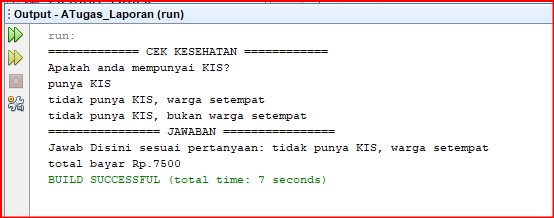 Output - ATugas_Laporan (run)
run:
============= CEK KESEHATAN ============
Apakah anda mempunyai KIS?
punya KIS
tidak punya KIS, warga setempat
tidak punya KIS, bukan warga setempat
================ JAWABAN ================
Jawab Disini sesuai pertanyaan: tidak punya KIS, warga setempat
total bayar Rp.7500
BUILD SUCCESSFUL (total time: 7 seconds)